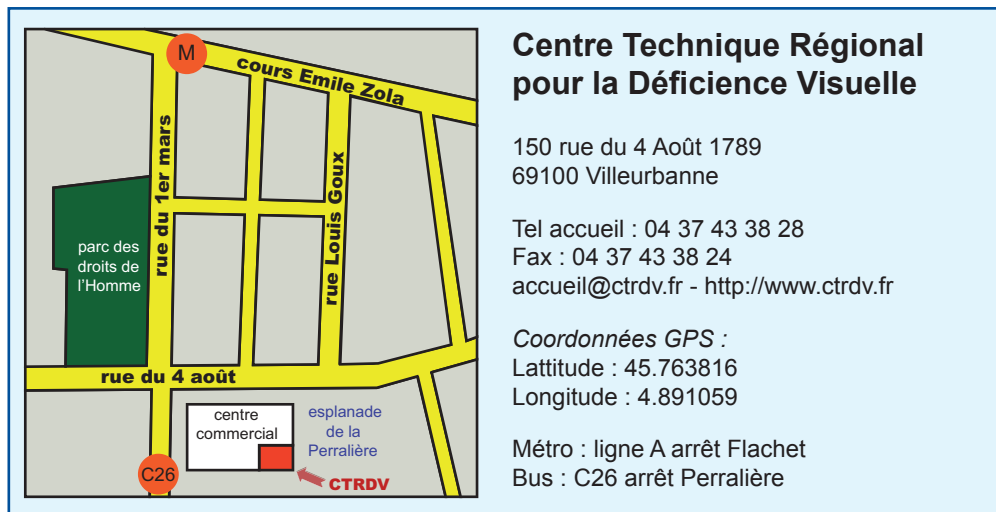 M
cours Emile Zola
rue du 1er mars
rue Louis Goux
parc des
droits de
l'Homme
rue du 4 août
centre
commercial
esplanade
de la
Perralière
C26
CTRDV
Centre Technique Régional
pour la Déficience Visuelle
150 rue du 4 Août 1789
69100 Villeurbanne
Tel accueil : 04 37 43 38 28
Fax : 04 37 43 38 24
accueil@ctrdv.fr - http://www.ctrdv.fr
Coordonnées GPS :
Lattitude : 45.763816
Longitude : 4.891059
Métro : ligne A arrêt Flachet
Bus : C26 arrêt Perralière